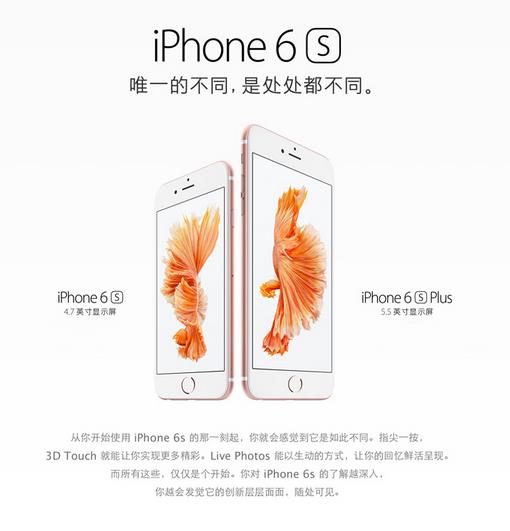 iPhone 6 S
唯一的不同，是处处都不同。
iPhone 6 S
4.7 英寸显示屏
iPhone 6 S Plus
5.5 英寸显示屏
从你开始使用 iPhone 6s 的那一刻起，你就会感觉到它是如此不同。指尖一按，
3D Touch 就能让你实现更多精彩。Live Photos 能以生动的方式，让你的回忆鲜活呈现。
而所有这些，仅仅是个开始。你对 iPhone 6s 的了解越深入，
你越会发觉它的创新层层面面，随处可见。